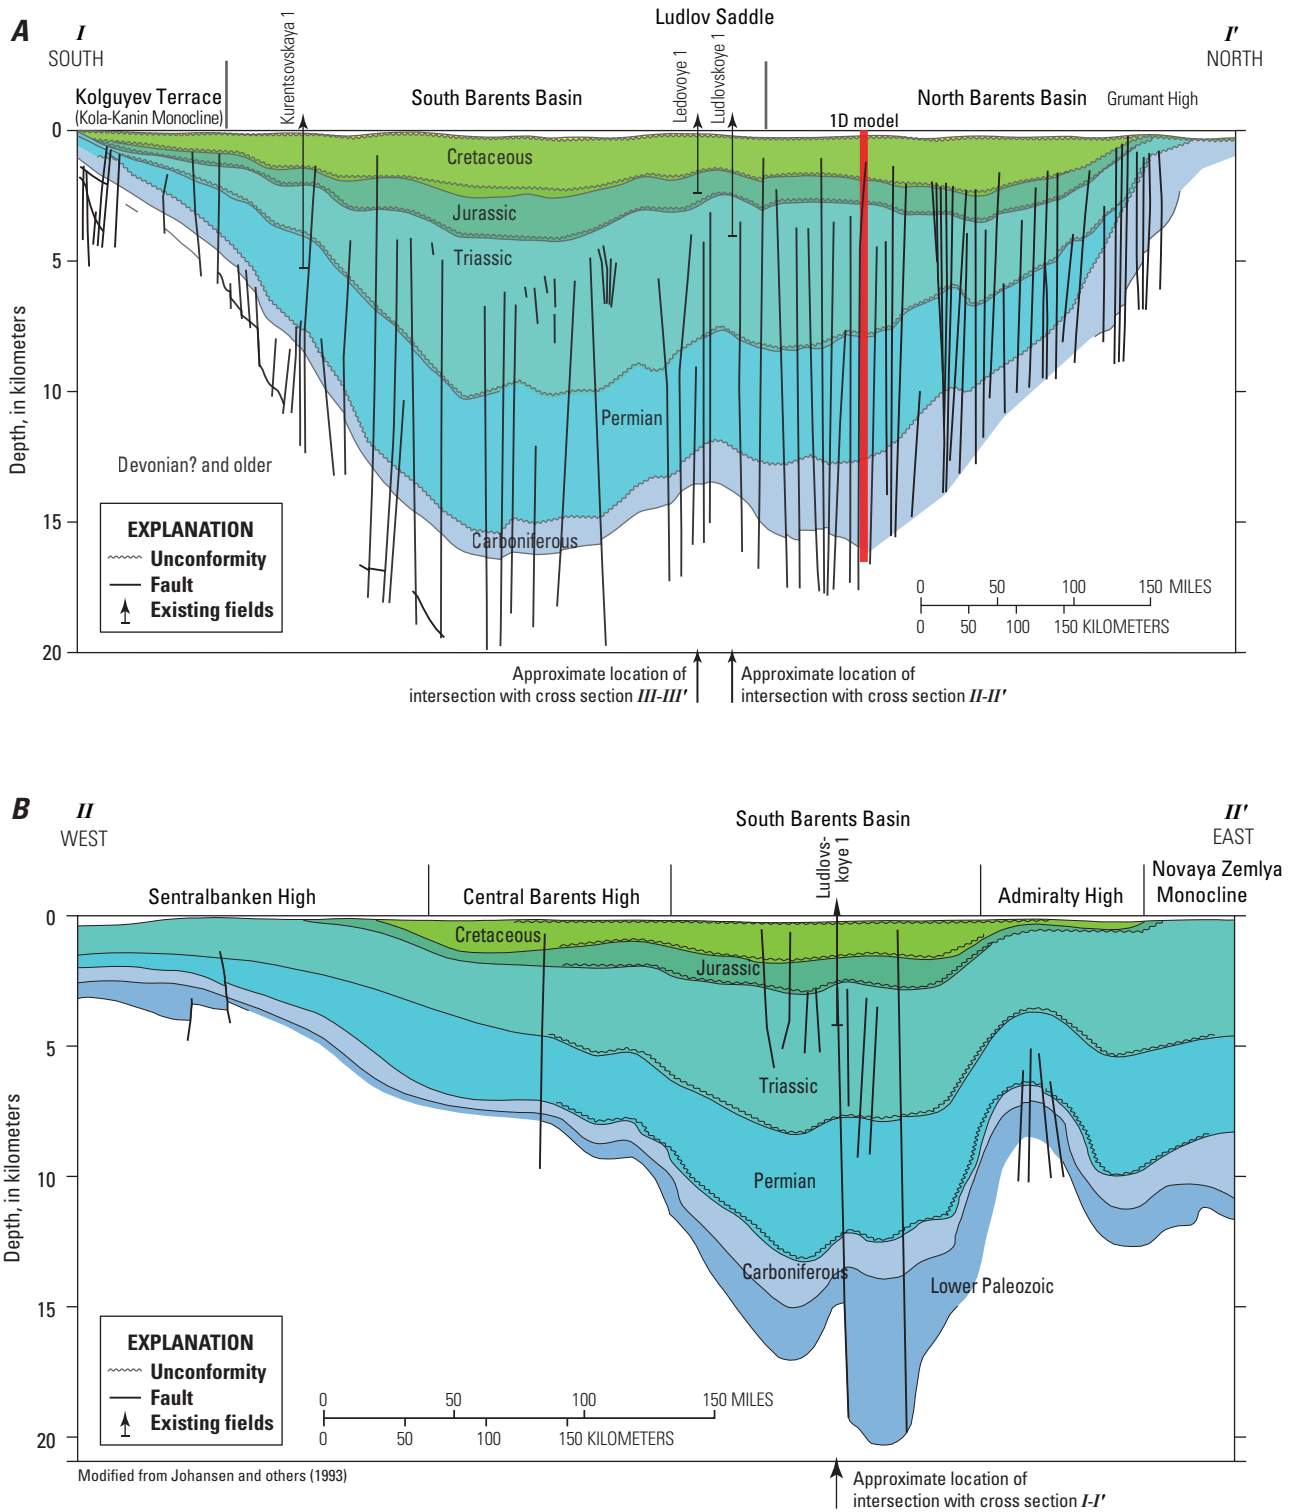 A
I
SOUTH
Ludlov Saddle
I′
NORTH
Kolguyev Terrace
(Kola-Kanin Monocline)
Kurentsovskaya 1
South Barents Basin
Ledovoye 1
Ludlovskoye 1
North Barents Basin
Grumant High
1D model
0
5
10
15
20
Depth, in kilometers
Cretaceous
Jurassic
Triassic
Permian
Carboniferous
Devonian? and older
EXPLANATION
Unconformity
Fault
Existing fields
0 50 100 150 MILES
0 50 100 150 KILOMETERS
Approximate location of
intersection with cross section III-III′
Approximate location of
intersection with cross section II-II′
B
II
WEST
South Barents Basin
II′
EAST
Sentralbanken High
Central Barents High
Ludlovs-
koye 1
Admiralty High
Novaya Zemlya
Monocline
0
5
10
15
20
Depth, in kilometers
Cretaceous
Jurassic
Triassic
Permian
Carboniferous
Lower Paleozoic
EXPLANATION
Unconformity
Fault
Existing fields
0 50 100 150 MILES
0 50 100 150 KILOMETERS
Modified from Johansen and others (1993)
Approximate location of
intersection with cross section I-I′